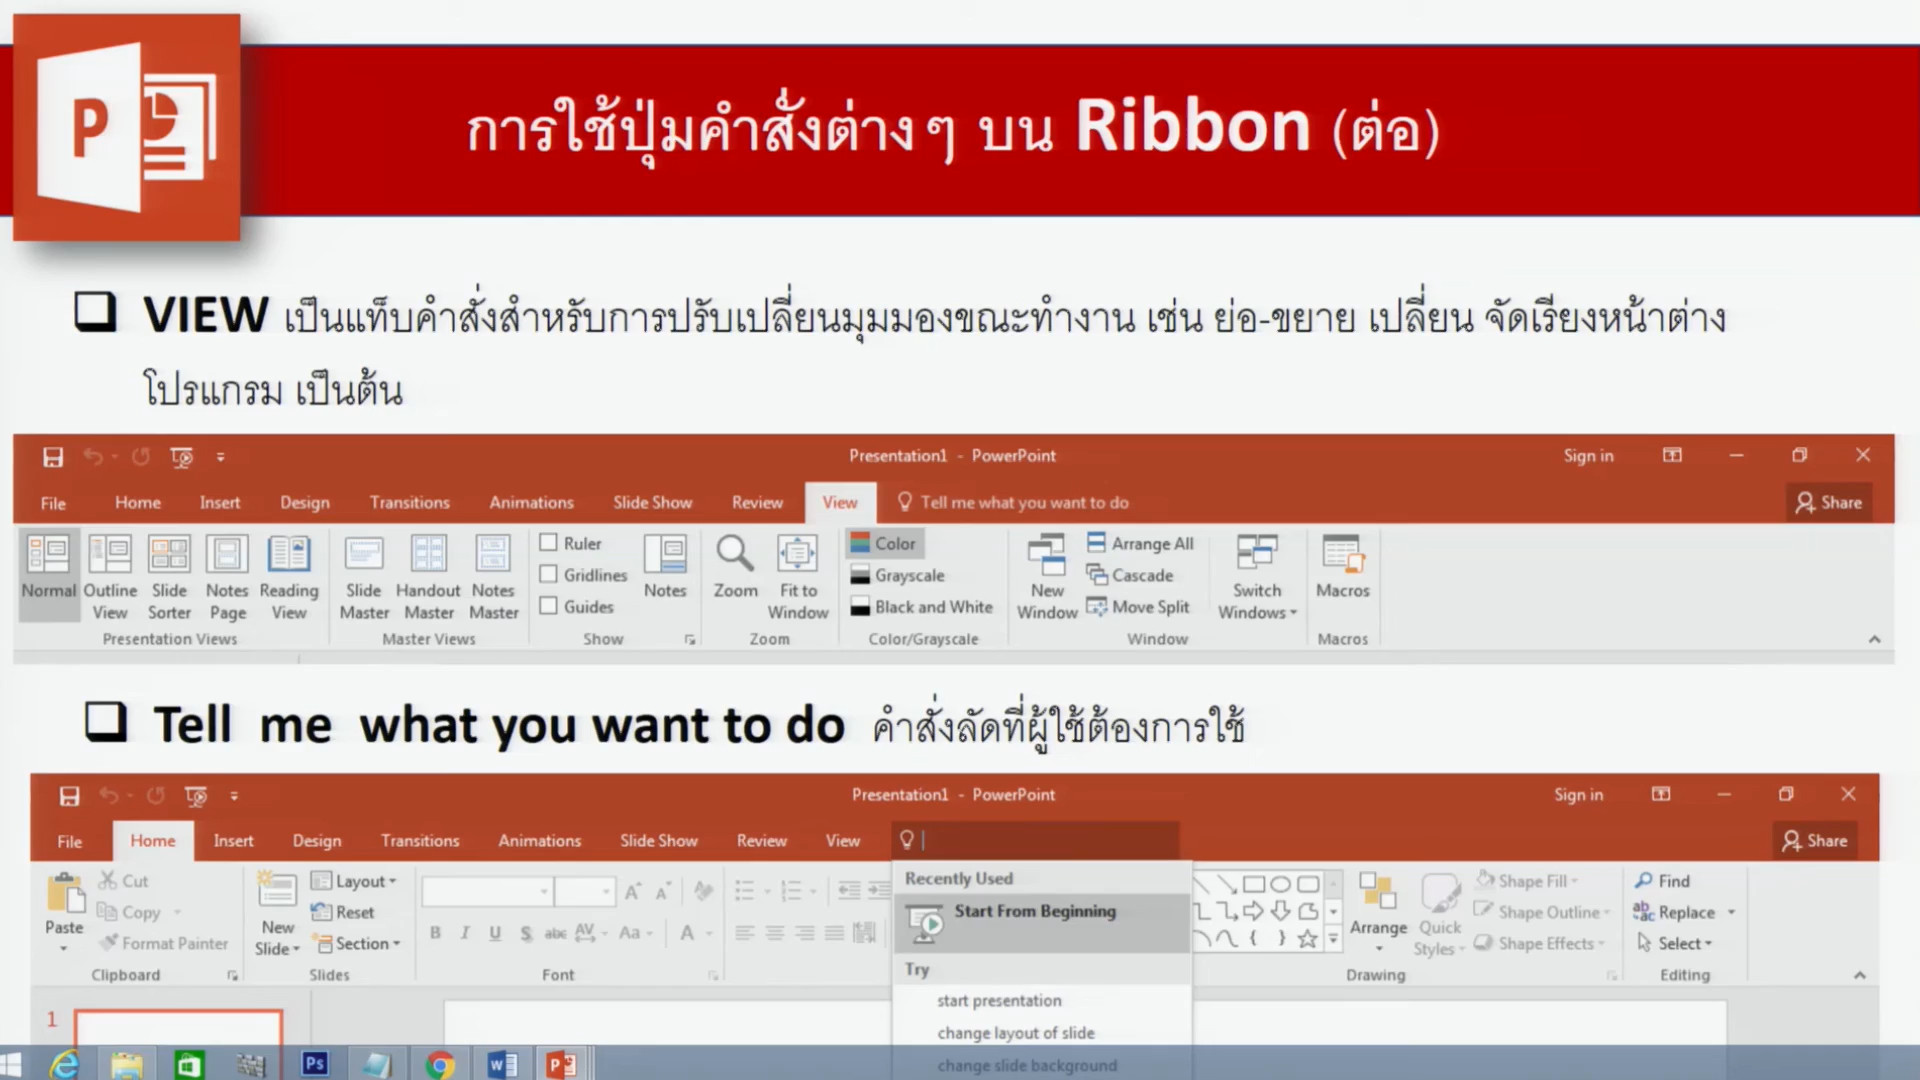 P
การใช้ปุ่มคำสั่งต่างๆ บน Ribbon (ต่อ)
VIEW เป็นแท็บคำสั่งสำหรับการปรับเปลี่ยนมุมมองขณะทำงาน เช่น ย่อ-ขยาย เปลี่ยน จัดเรียงหน้าต่าง
โปรแกรม เป็นต้น
Presentation1 - PowerPoint Sign in
File Home Insert Design Transitions Animations Slide Show Review View Tell me what you want to do Share
Normal Outline View Slide Sorter Notes Page Reading View Slide Master Handout Master Notes Master Ruler Gridlines Guides Notes Zoom Fit to Window Color Grayscale Black and White New Window Arrange All Cascade Move Split Switch Windows Macros
Presentation Views Master Views Show Zoom Color/Grayscale Window Macros
Tell me what you want to do คำสั่งลัดที่ผู้ใช้ต้องการใช้
Presentation1 - PowerPoint Sign in
File Home Insert Design Transitions Animations Slide Show Review View Share
Recently Used
Paste Cut Copy Format Painter New Slide Layout Reset Section B I U S abc AV Aa A Start From Beginning Arrange Quick Styles Shape Fill Shape Outline Shape Effects Find Replace Select
Clipboard Slides Font Try Drawing Editing
start presentation
1
change layout of slide
change slide background
Ps